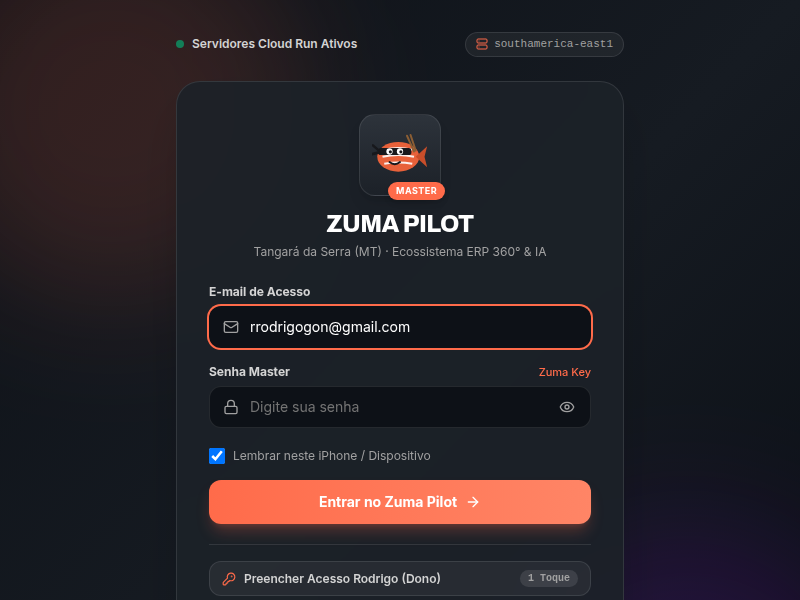 Servidores Cloud Run Ativos
southamerica-east1
MASTER
ZUMA PILOT
Tangará da Serra (MT) · Ecossistema ERP 360° & IA
E-mail de Acesso
rrodrigogon@gmail.com
Senha Master
Zuma Key
Digite sua senha
Lembrar neste iPhone / Dispositivo
Entrar no Zuma Pilot →
Preencher Acesso Rodrigo (Dono)
1 Toque